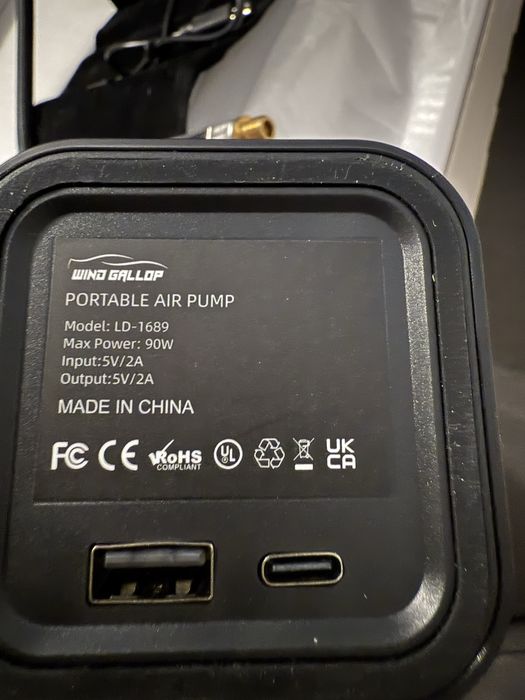 WIND GALLOP
PORTABLE AIR PUMP
Model: LD-1689
Max Power: 90W
Input:5V/2A
Output:5V/2A
MADE IN CHINA
FC CE RoHS COMPLIANT UL UK CA